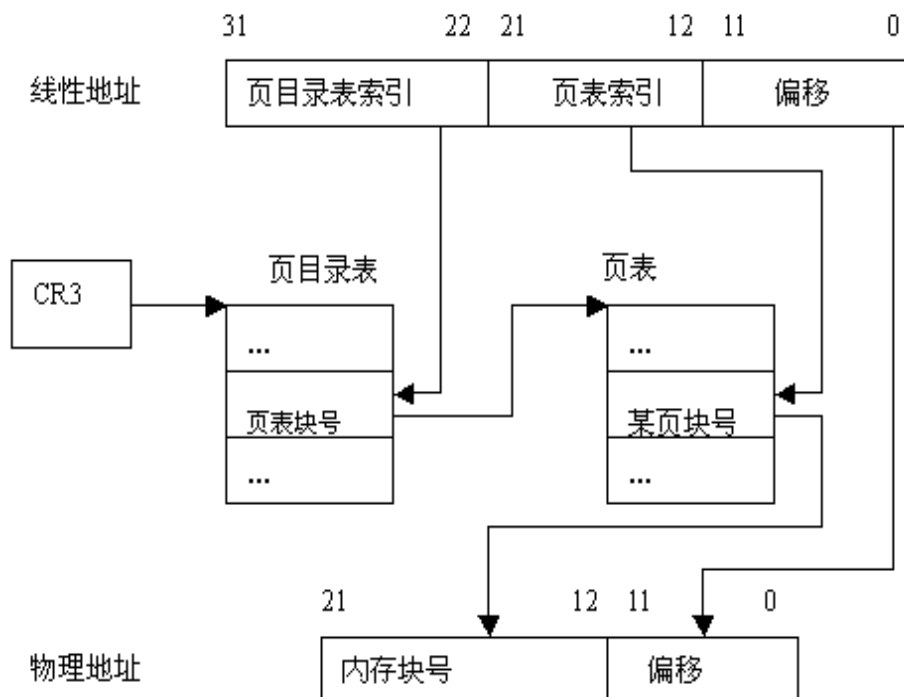 31 22 21 12 11 0
线性地址 页目录表索引 页表索引 偏移
页目录表 页表
CR3
... ...
页表块号 某页块号
... ...
21 12 11 0
物理地址 内存块号 偏移